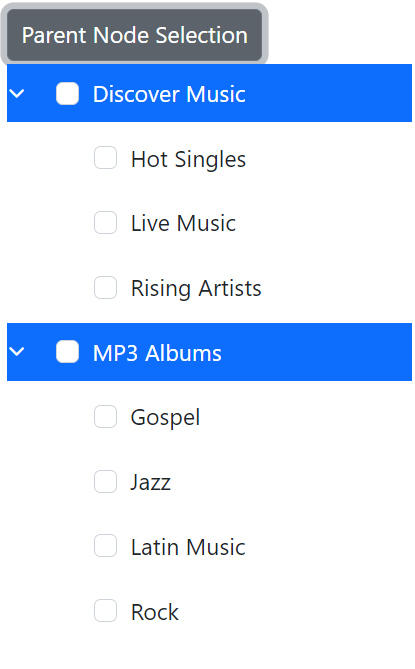 Parent Node Selection
Discover Music
Hot Singles
Live Music
Rising Artists
MP3 Albums
Gospel
Jazz
Latin Music
Rock